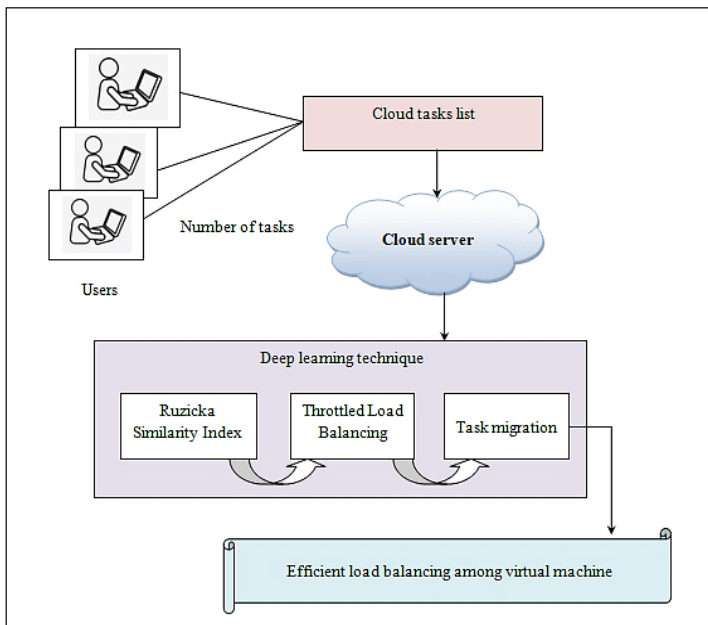 Cloud tasks list
Number of tasks
Cloud server
Users
Deep learning technique
Ruzicka
Similarity Index
Throttled Load
Balancing
Task migration
Efficient load balancing among virtual machine